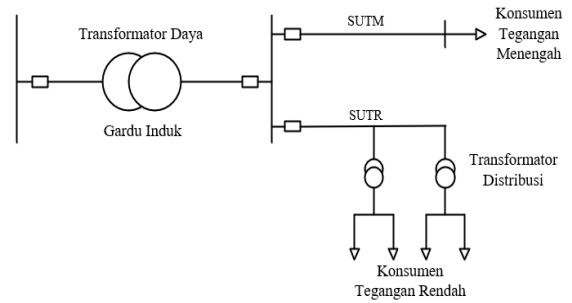 Transformator Daya
Gardu Induk
SUTM
Konsumen
Tegangan
Menengah
SUTR
Transformator
Distribusi
Konsumen
Tegangan Rendah